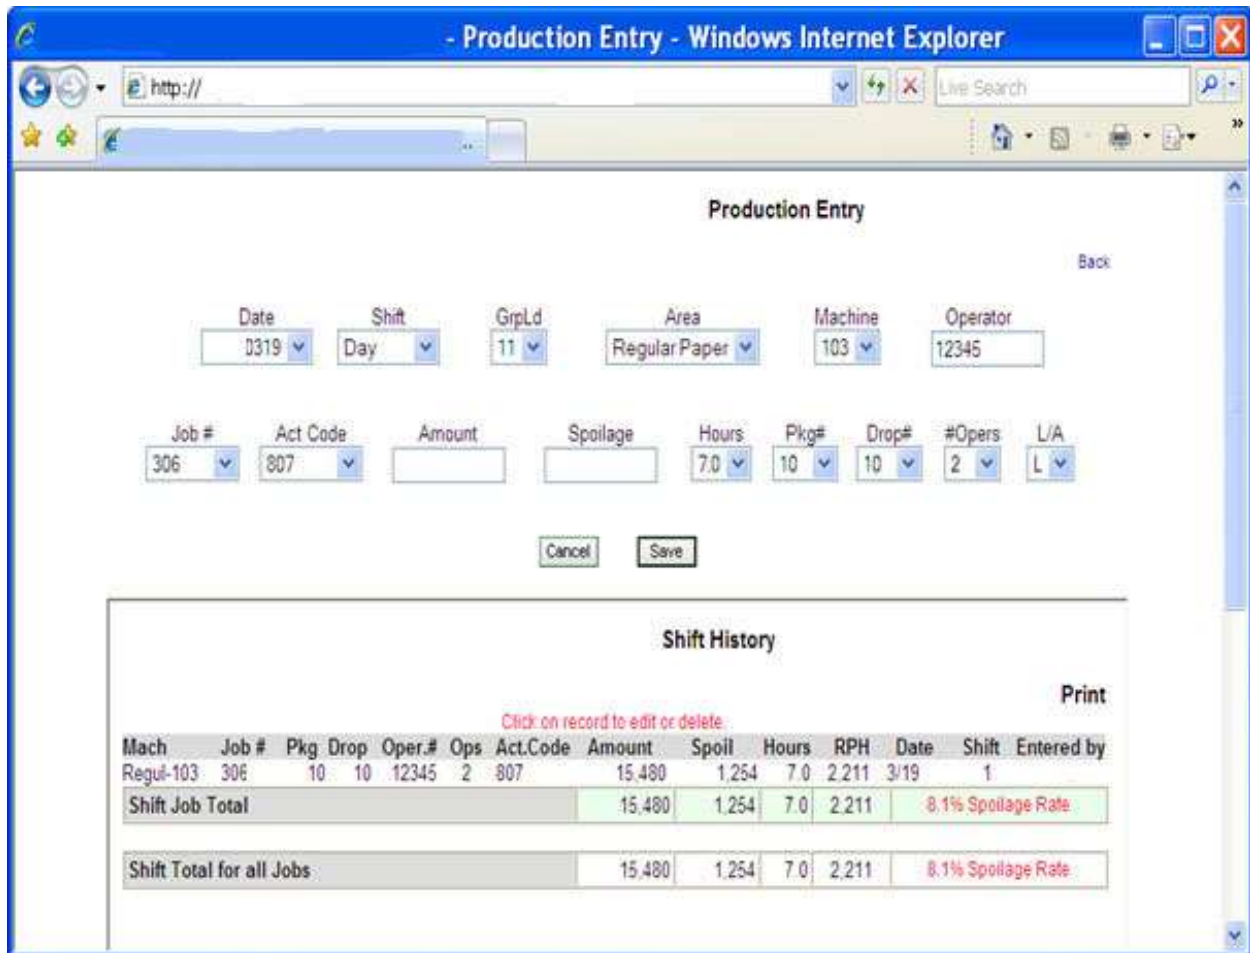 - Production Entry - Windows Internet Explorer
http://
Live Search
..
Production Entry
Back
Date Shift GrpLd Area Machine Operator
0319 Day 11 Regular Paper 103 12345
Job # Act Code Amount Spoilage Hours Pkg# Drop# #Opers L/A
306 807 7.0 10 10 2 L
Cancel Save
Shift History
Print
Click on record to edit or delete.
Mach Job # Pkg Drop Oper.# Ops Act.Code Amount Spoil Hours RPH Date Shift Entered by
Regul-103 306 10 10 12345 2 807 15,480 1,254 7.0 2,211 3/19 1
Shift Job Total 15,480 1,254 7.0 2,211 8.1% Spoilage Rate
Shift Total for all Jobs 15,480 1,254 7.0 2,211 8.1% Spoilage Rate